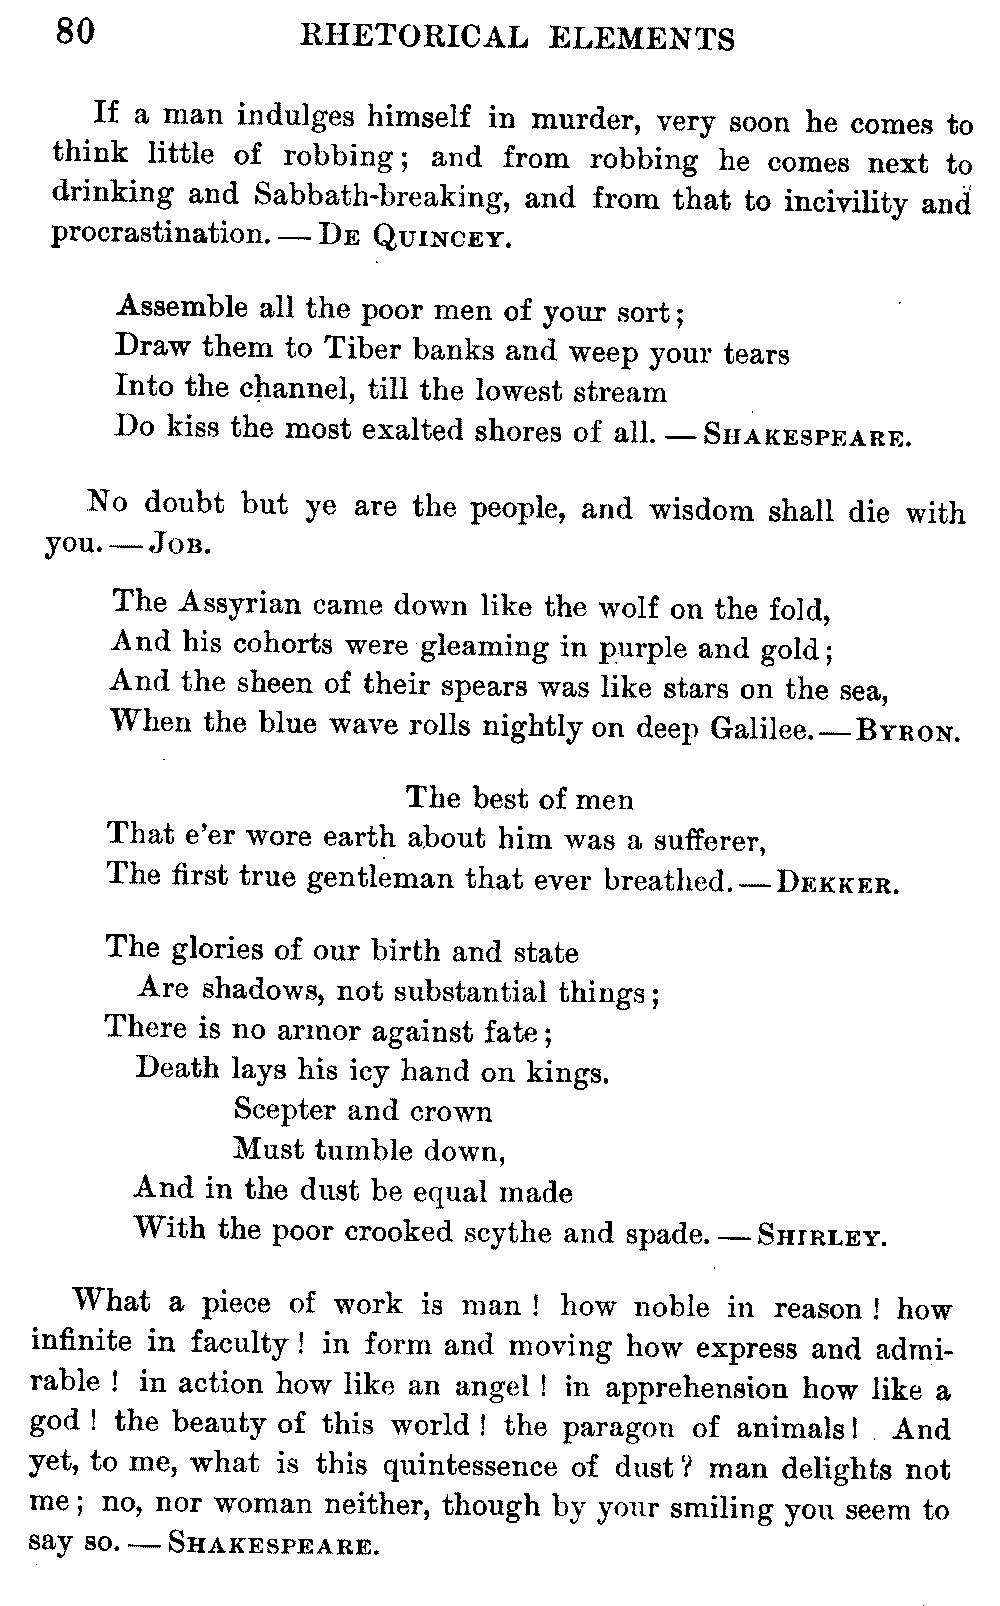 80 RHETORICAL ELEMENTS
If a man indulges himself in murder, very soon he comes to
think little of robbing; and from robbing he comes next to
drinking and Sabbath-breaking, and from that to incivility and
procrastination. — DE QUINCEY.
Assemble all the poor men of your sort;
Draw them to Tiber banks and weep your tears
Into the channel, till the lowest stream
Do kiss the most exalted shores of all. — SHAKESPEARE.
No doubt but ye are the people, and wisdom shall die with
you. — JOB.
The Assyrian came down like the wolf on the fold,
And his cohorts were gleaming in purple and gold;
And the sheen of their spears was like stars on the sea,
When the blue wave rolls nightly on deep Galilee. — BYRON.
The best of men
That e'er wore earth about him was a sufferer,
The first true gentleman that ever breathed. — DEKKER.
The glories of our birth and state
Are shadows, not substantial things;
There is no armor against fate;
Death lays his icy hand on kings.
Scepter and crown
Must tumble down,
And in the dust be equal made
With the poor crooked scythe and spade. — SHIRLEY.
What a piece of work is man! how noble in reason! how
infinite in faculty! in form and moving how express and admi-
rable! in action how like an angel! in apprehension how like a
god! the beauty of this world! the paragon of animals! And
yet, to me, what is this quintessence of dust? man delights not
me; no, nor woman neither, though by your smiling you seem to
say so. — SHAKESPEARE.